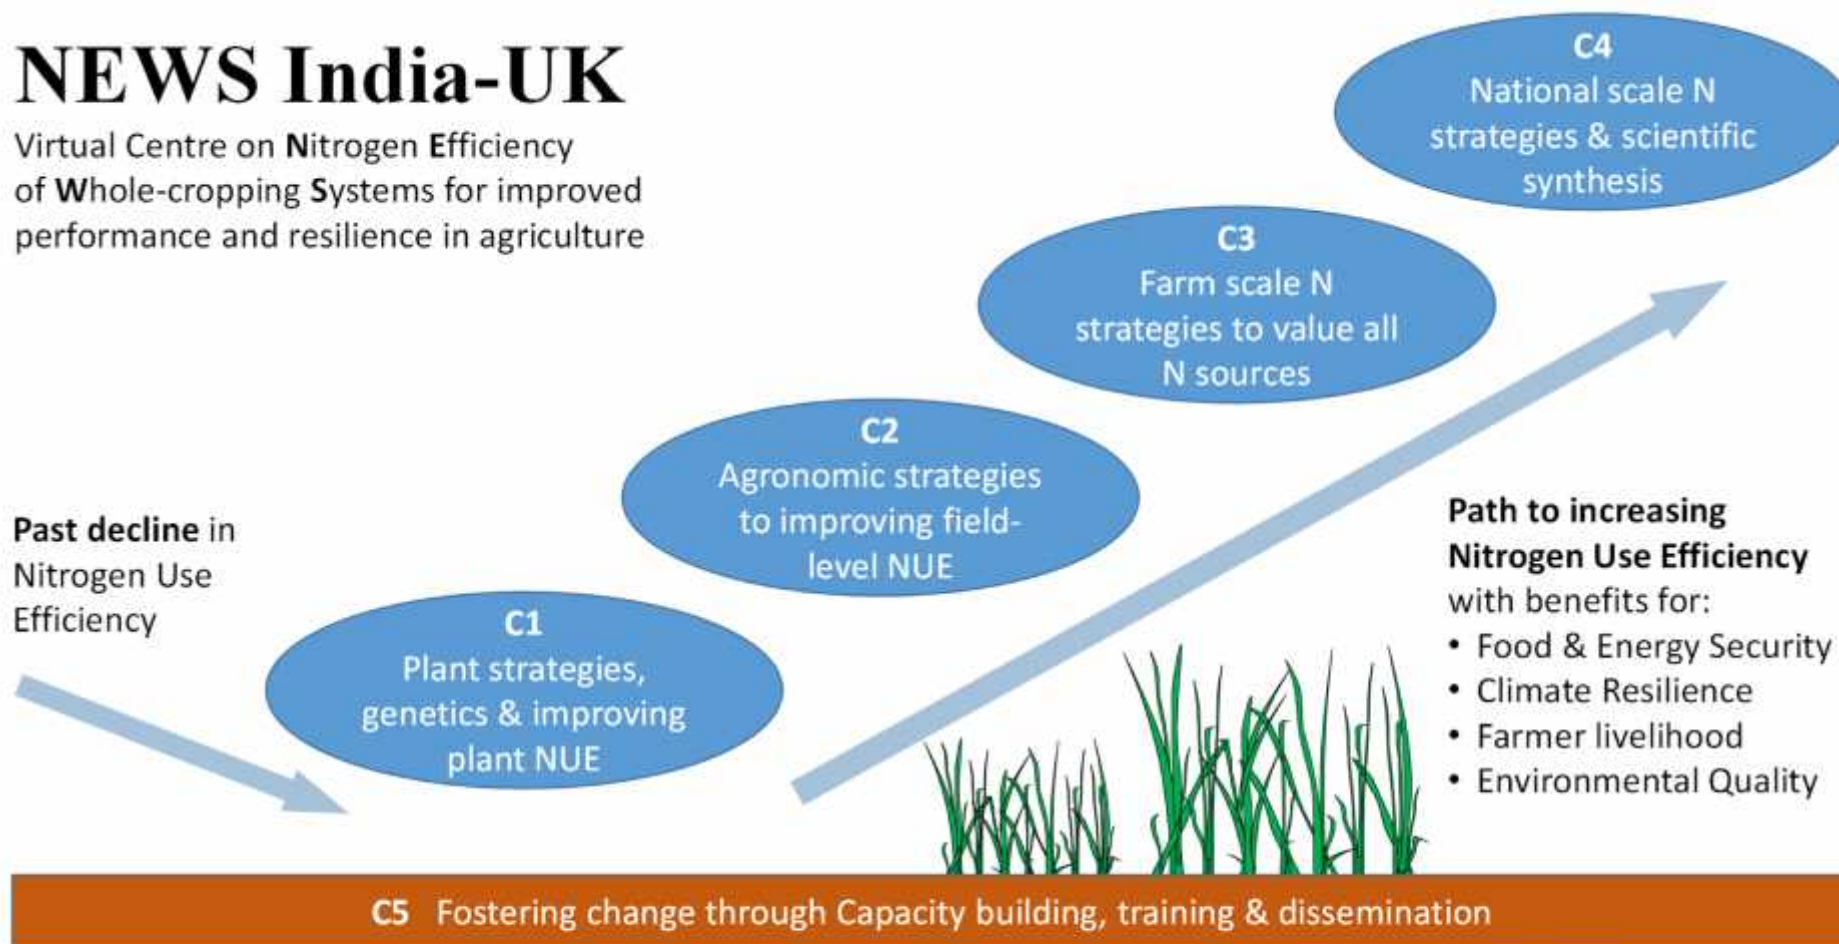 NEWS India-UK
Virtual Centre on Nitrogen Efficiency
of Whole-cropping Systems for improved
performance and resilience in agriculture
C4
National scale N
strategies & scientific
synthesis
C3
Farm scale N
strategies to value all
N sources
C2
Agronomic strategies
to improving field-
level NUE
Past decline in
Nitrogen Use
Efficiency
C1
Plant strategies,
genetics & improving
plant NUE
Path to increasing
Nitrogen Use Efficiency
with benefits for:
• Food & Energy Security
• Climate Resilience
• Farmer livelihood
• Environmental Quality
C5 Fostering change through Capacity building, training & dissemination